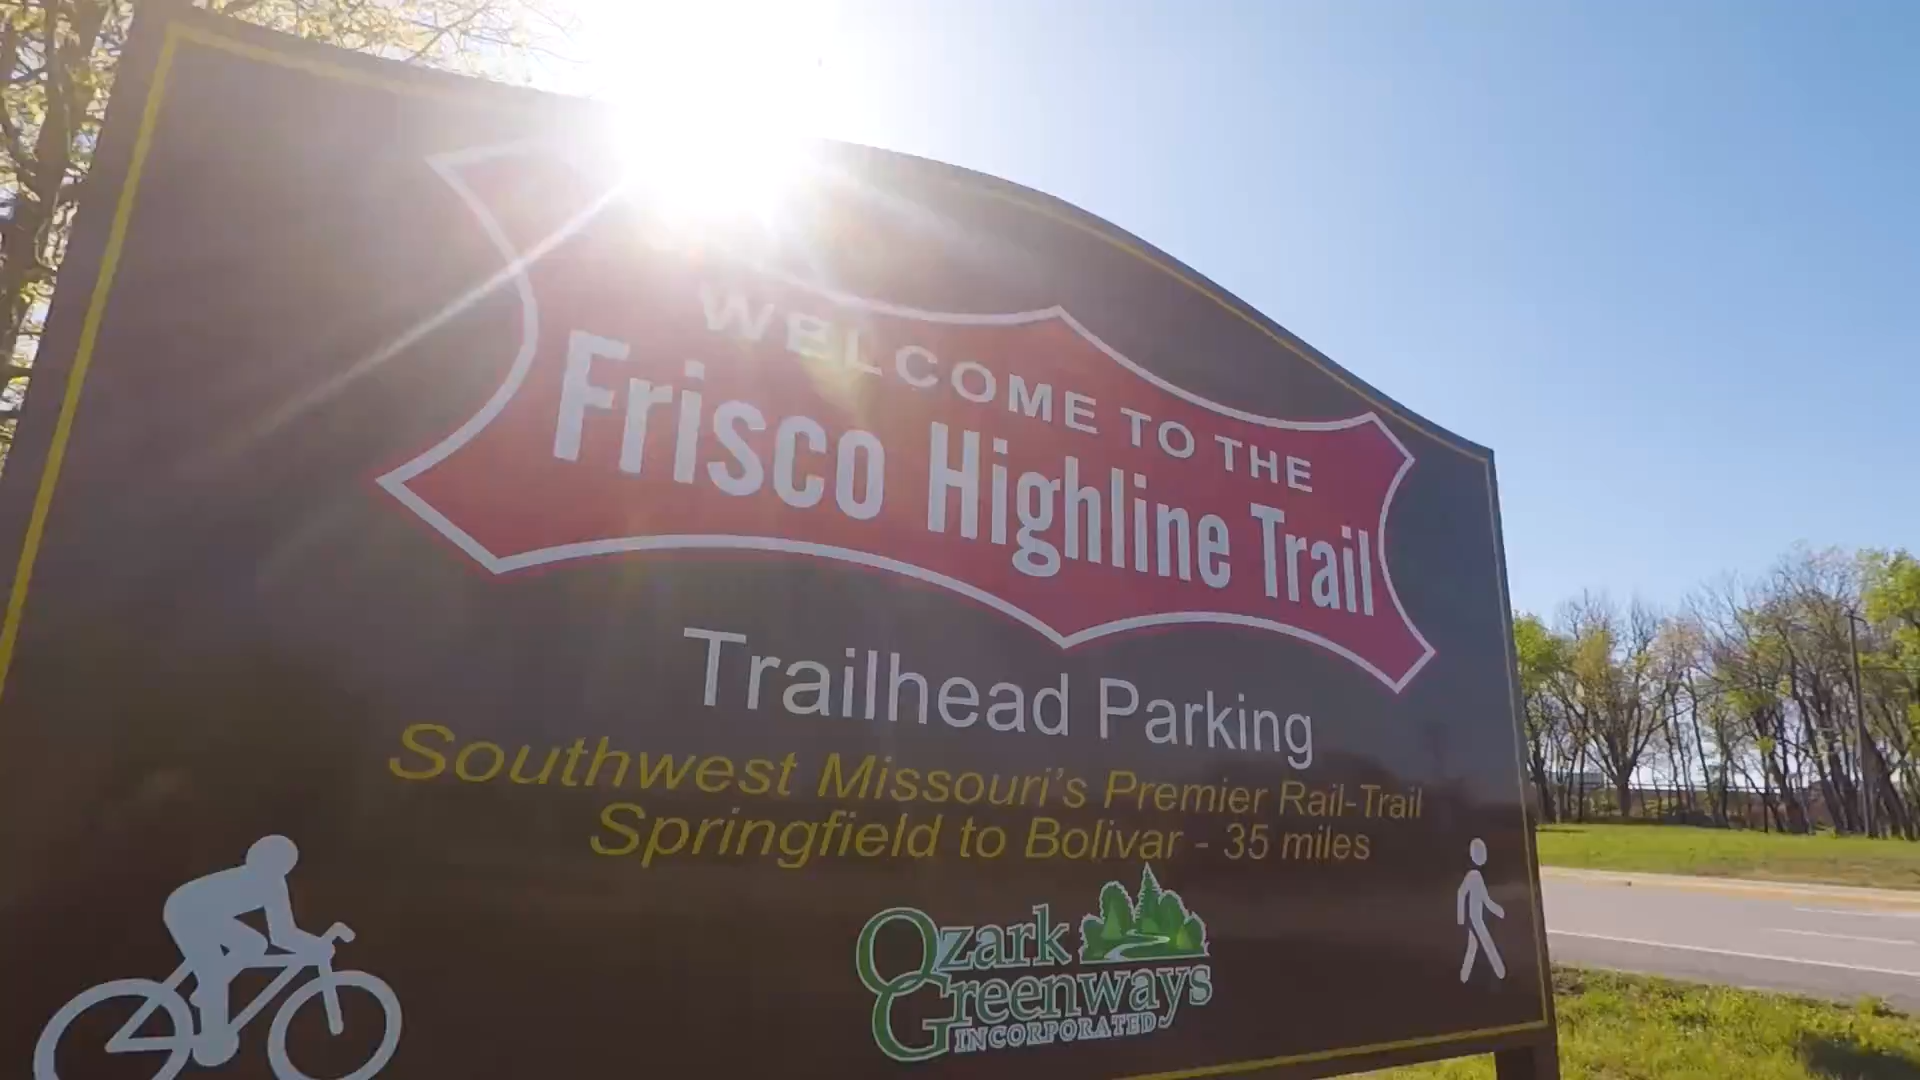 WELCOME TO THE
Frisco Highline Trail
Trailhead Parking
Southwest Missouri's Premier Rail-Trail
Springfield to Bolivar - 35 miles
Ozark
Greenways
INCORPORATED